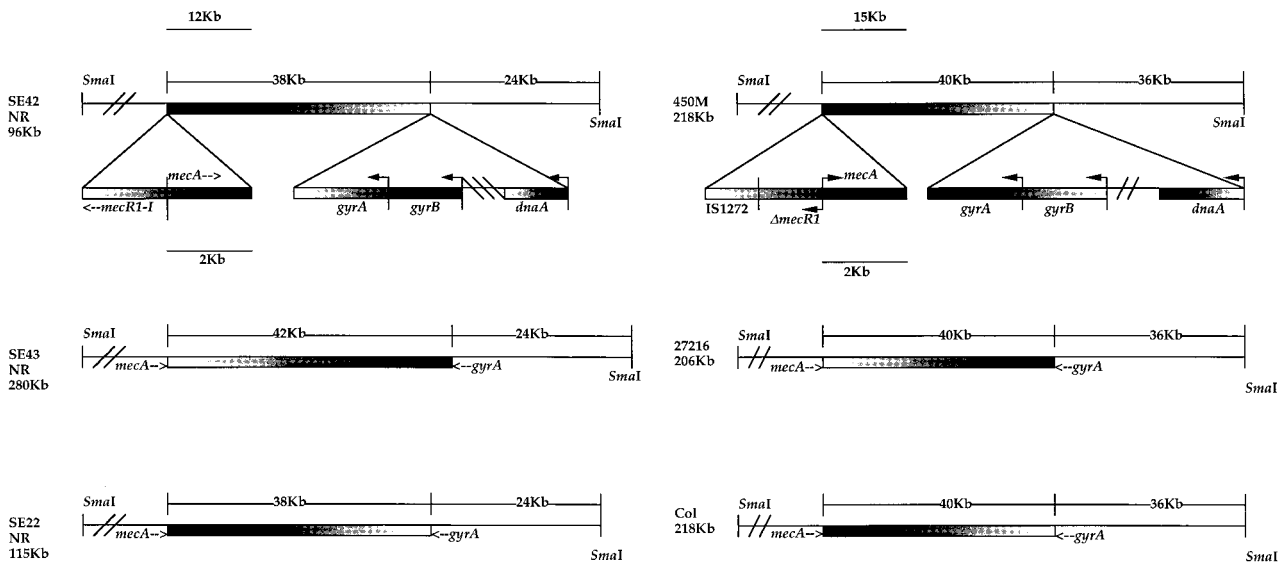 12Kb
SmaI
38Kb
24Kb
SE42
NR
96Kb
SmaI
mecA-->
<--mecR1-I
gyrA
gyrB
dnaA
2Kb
SmaI
42Kb
24Kb
SE43
NR
280Kb
mecA-->
<--gyrA
SmaI
SmaI
38Kb
24Kb
SE22
NR
115Kb
mecA-->
<--gyrA
SmaI
15Kb
SmaI
40Kb
36Kb
450M
218Kb
SmaI
mecA
IS1272
ΔmecR1
gyrA
gyrB
dnaA
2Kb
SmaI
40Kb
36Kb
27216
206Kb
mecA-->
<--gyrA
SmaI
SmaI
40Kb
36Kb
Col
218Kb
mecA-->
<--gyrA
SmaI